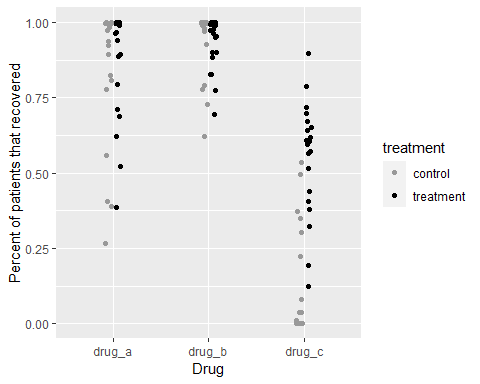 Percent of patients that recovered
1.00
0.75
0.50
0.25
0.00
drug_a drug_b drug_c
Drug
treatment
control
treatment